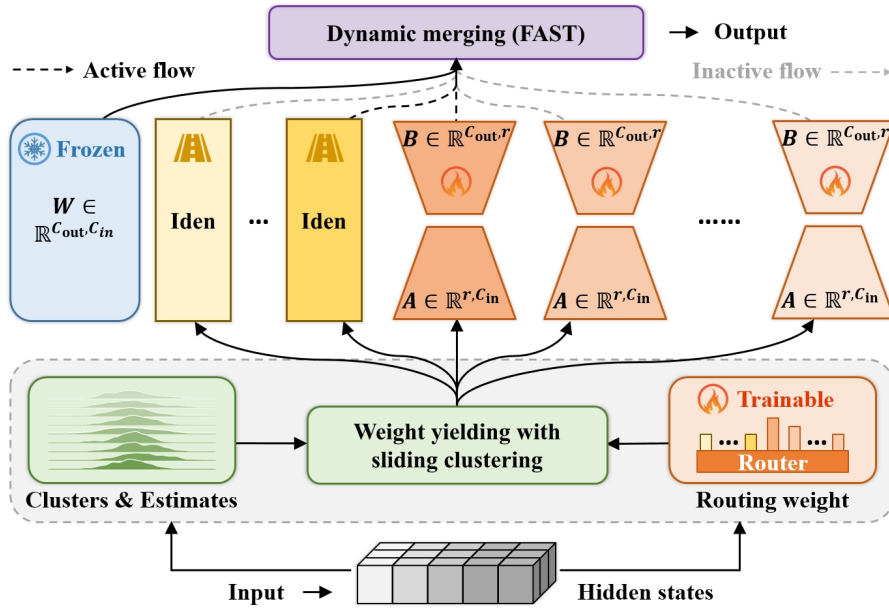 Dynamic merging (FAST)
Output
Active flow
Inactive flow
Frozen
W ∈
ℝ^{C_out,C_in}
Iden
...
Iden
B ∈ ℝ^{C_out,r}
A ∈ ℝ^{r,C_in}
B ∈ ℝ^{C_out,r}
A ∈ ℝ^{r,C_in}
......
B ∈ ℝ^{C_out,r}
A ∈ ℝ^{r,C_in}
Clusters & Estimates
Weight yielding with
sliding clustering
Trainable
... ...
Router
Routing weight
Input
Hidden states